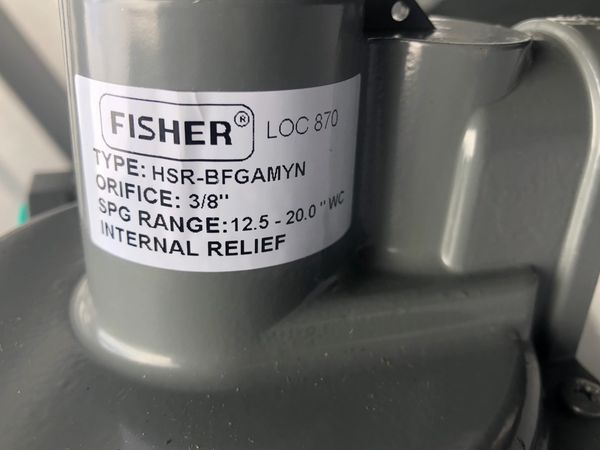 FISHER® LOC 870
TYPE: HSR-BFGAMYN
ORIFICE: 3/8"
SPG RANGE: 12.5 - 20.0 " WC
INTERNAL RELIEF